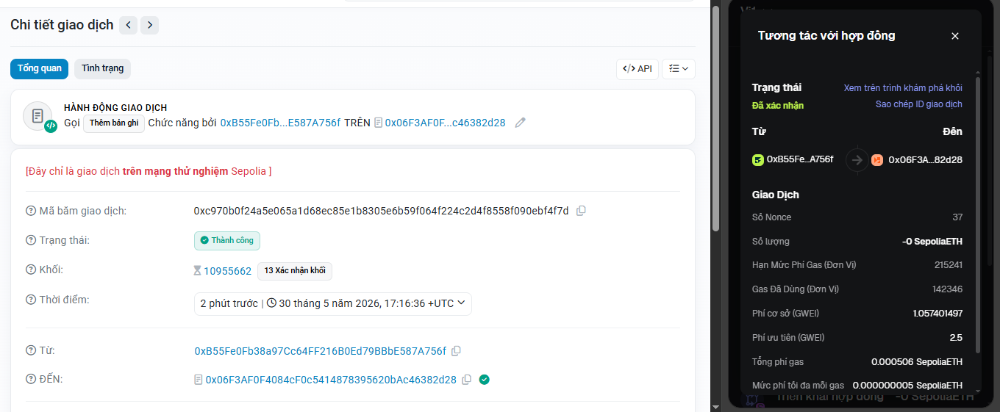 Chi tiết giao dịch
Tổng quan
Tình trạng
API
HÀNH ĐỘNG GIAO DỊCH
Gọi Thêm bản ghi Chức năng bởi 0xB55Fe0Fb...E587A756f TRÊN 0x06F3AF0F...c46382d28
[Đây chỉ là giao dịch trên mạng thử nghiệm Sepolia ]
Mã băm giao dịch: 0xc970b0f24a5e065a1d68ec85e1b8305e6b59f064f224c2d4f8558f090ebf4f7d
Trạng thái: Thành công
Khối: 10955662 13 Xác nhận khối
Thời điểm: 2 phút trước | 30 tháng 5 năm 2026, 17:16:36 +UTC
Từ: 0xB55Fe0Fb38a97Cc64FF216B0Ed79BBbE587A756f
ĐẾN: 0x06F3AF0F4084cF0c5414878395620bAc46382d28
Tương tác với hợp đồng
Trạng thái Xem trên trình khám phá khối
Đã xác nhận Sao chép ID giao dịch
Từ Đến
0xB55Fe...A756f 0x06F3A...82d28
Giao Dịch
Số Nonce 37
Số lượng -0 SepoliaETH
Hạn Mức Phí Gas (Đơn Vị) 215241
Gas Đã Dùng (Đơn Vị) 142346
Phí cơ sở (GWEI) 1.057401497
Phí ưu tiên (GWEI) 2.5
Tổng phí gas 0.000506 SepoliaETH
Mức phí tối đa mỗi gas 0.000000005 SepoliaETH
Triển khai hợp đồng -0 SepoliaETH